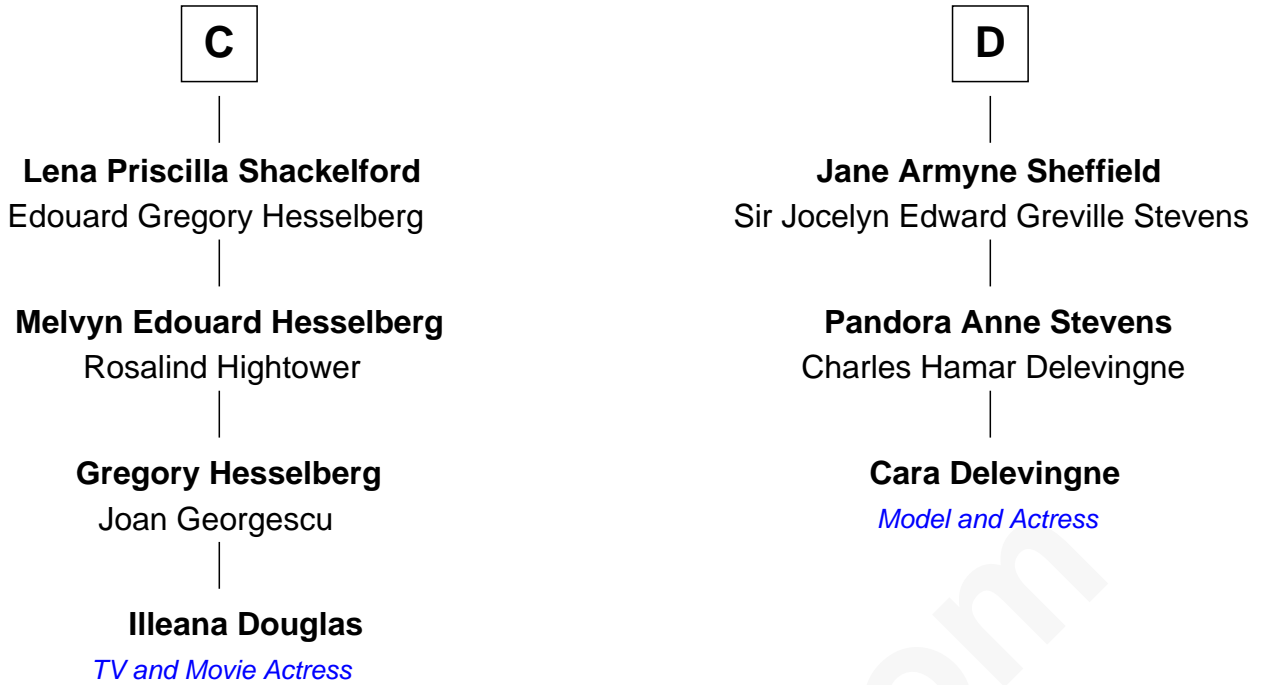 C
Lena Priscilla Shackelford
Edouard Gregory Hesselberg
Melvyn Edouard Hesselberg
Rosalind Hightower
Gregory Hesselberg
Joan Georgescu
Illeana Douglas
TV and Movie Actress
D
Jane Armyne Sheffield
Sir Jocelyn Edward Greville Stevens
Pandora Anne Stevens
Charles Hamar Delevingne
Cara Delevingne
Model and Actress
om